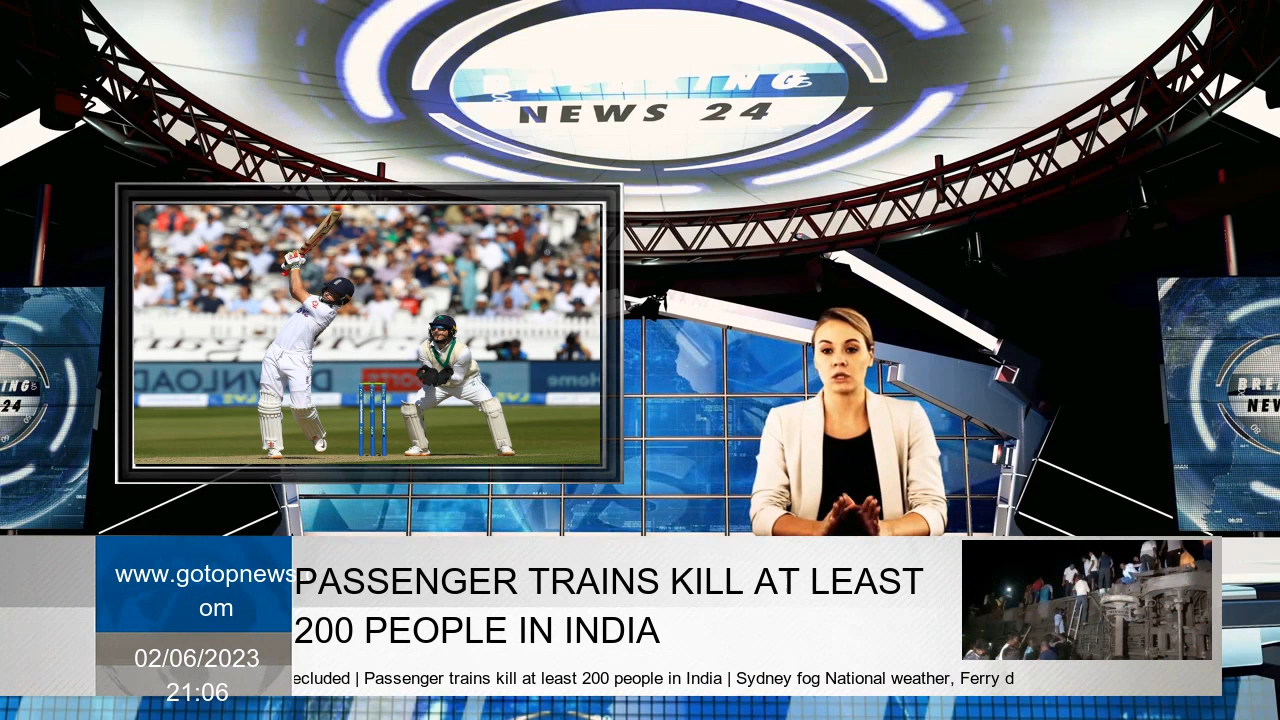 BREAKING
NEWS 24
www.gotopnews
om
02/06/2023
21:06
PASSENGER TRAINS KILL AT LEAST
200 PEOPLE IN INDIA
ecluded | Passenger trains kill at least 200 people in India | Sydney fog National weather, Ferry d